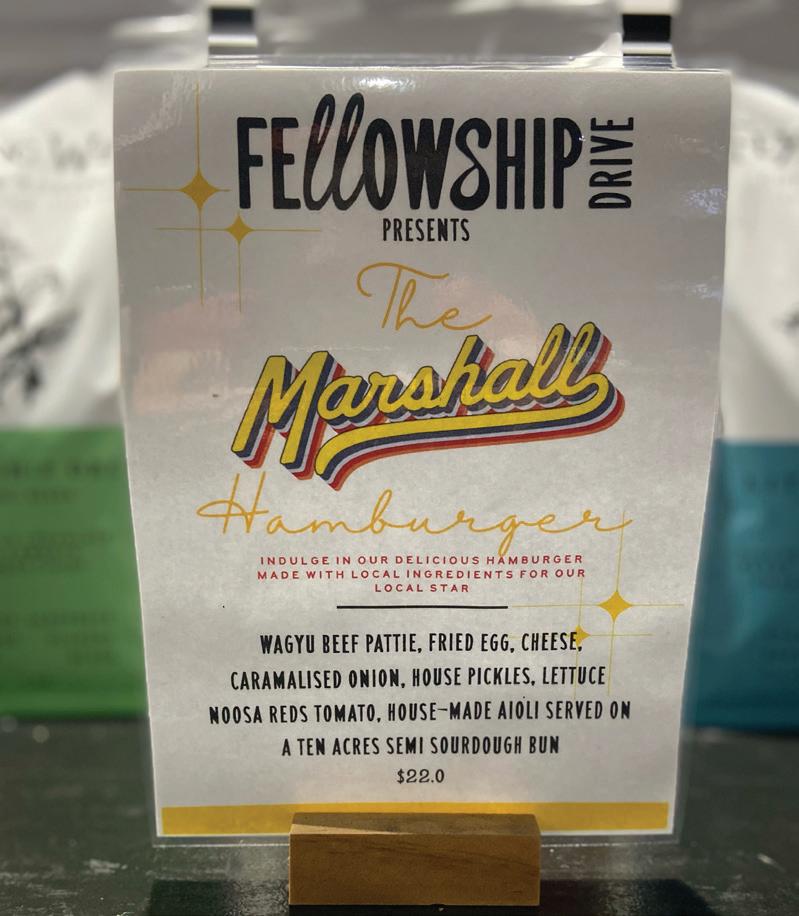 FEllOWSHIP DRIVE
PRESENTS
The
Marshall
Hamburger
INDULGE IN OUR DELICIOUS HAMBURGER
MADE WITH LOCAL INGREDIENTS FOR OUR
LOCAL STAR
WAGYU BEEF PATTIE, FRIED EGG, CHEESE,
CARAMALISED ONION, HOUSE PICKLES, LETTUCE
NOOSA REDS TOMATO, HOUSE-MADE AIOLI SERVED ON
A TEN ACRES SEMI SOURDOUGH BUN
$22.0